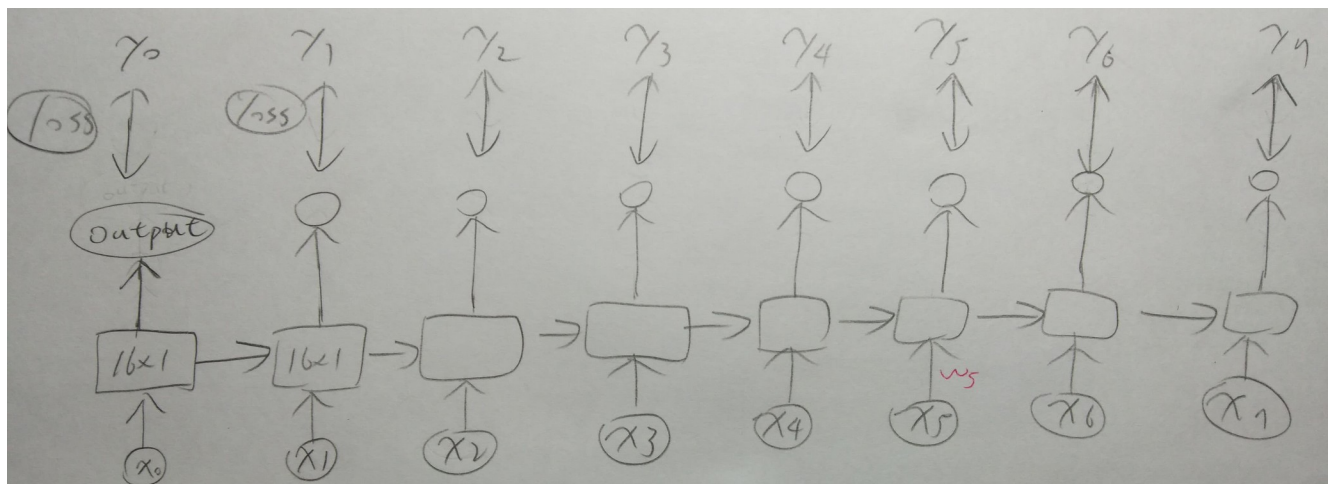 y₀ y₁ y₂ y₃ y₄ y₅ y₆ y₇
loss loss
output
16x1 16x1
w₅
x₀ x₁ x₂ x₃ x₄ x₅ x₆ x₇